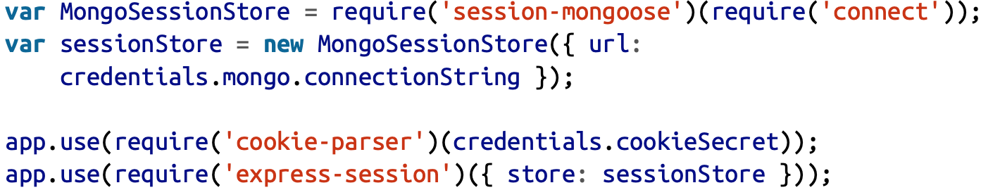 var MongoSessionStore = require('session-mongoose')(require('connect'));
var sessionStore = new MongoSessionStore({ url:
    credentials.mongo.connectionString });

app.use(require('cookie-parser')(credentials.cookieSecret));
app.use(require('express-session')({ store: sessionStore }));